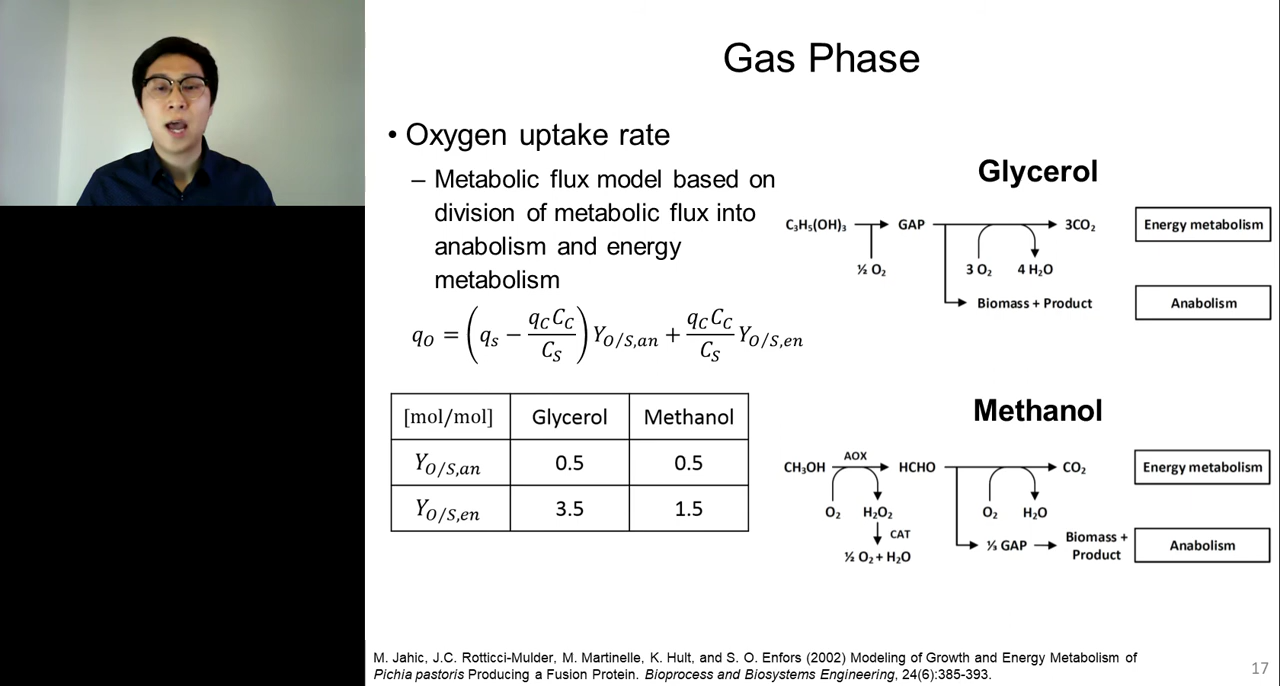 Gas Phase
• Oxygen uptake rate
– Metabolic flux model based on
division of metabolic flux into
anabolism and energy
metabolism
q_O = (q_s − q_C C_C / C_S) Y_{O/S,an} + q_C C_C / C_S Y_{O/S,en}
[mol/mol] Glycerol Methanol
Y_{O/S,an} 0.5 0.5
Y_{O/S,en} 3.5 1.5
Glycerol
C₃H₅(OH)₃ GAP 3CO₂ Energy metabolism
½ O₂ 3 O₂ 4 H₂O
Biomass + Product Anabolism
Methanol
AOX
CH₃OH HCHO CO₂ Energy metabolism
O₂ H₂O₂ O₂ H₂O
CAT
½ O₂ + H₂O
⅓ GAP Biomass +
Product Anabolism
M. Jahic, J.C. Rotticci-Mulder, M. Martinelle, K. Hult, and S. O. Enfors (2002) Modeling of Growth and Energy Metabolism of
Pichia pastoris Producing a Fusion Protein. Bioprocess and Biosystems Engineering, 24(6):385-393.
17